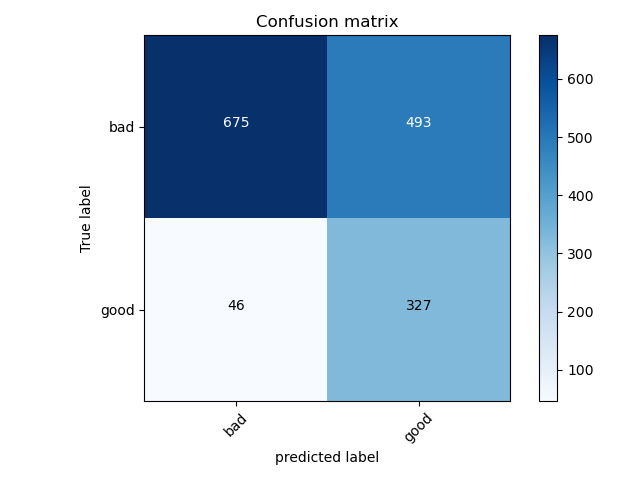 Confusion matrix
True label
bad
675
493
good
46
327
bad
good
predicted label
600
500
400
300
200
100